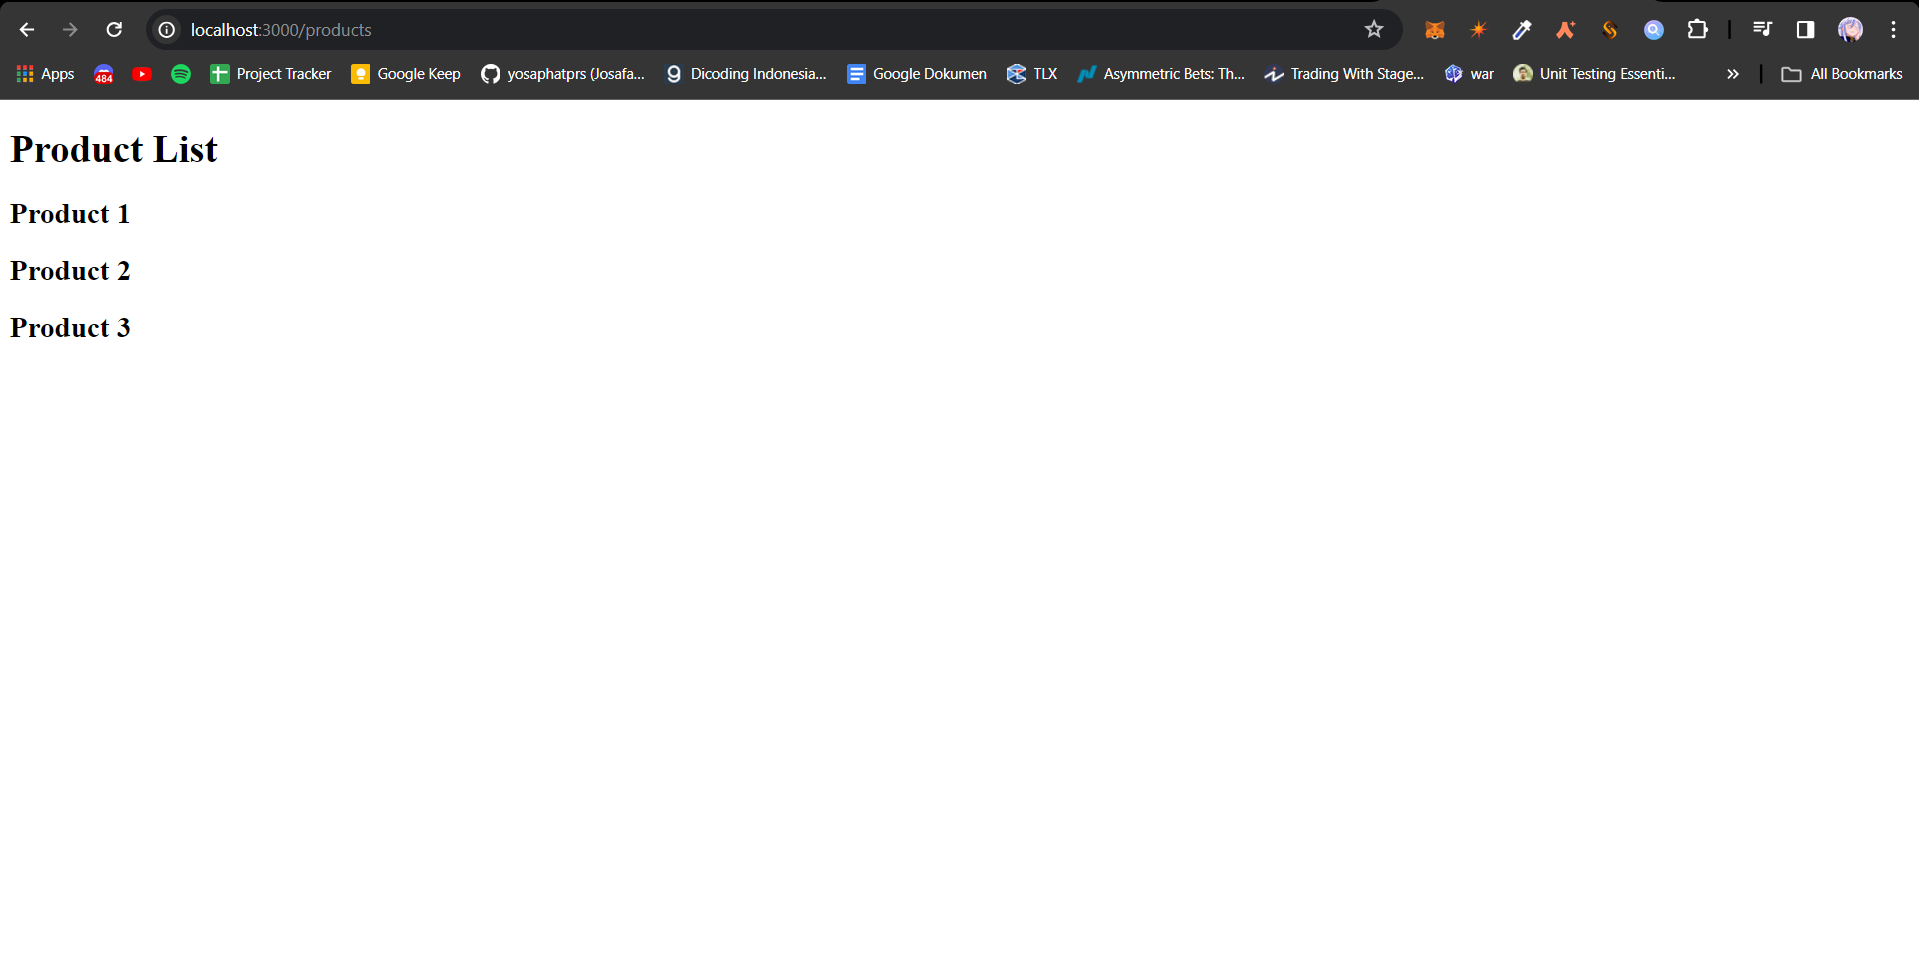 localhost:3000/products
Apps 484 Project Tracker Google Keep yosaphatprs (Josafa... Dicoding Indonesia... Google Dokumen TLX Asymmetric Bets: Th... Trading With Stage... war Unit Testing Essenti... » All Bookmarks
Product List
Product 1
Product 2
Product 3